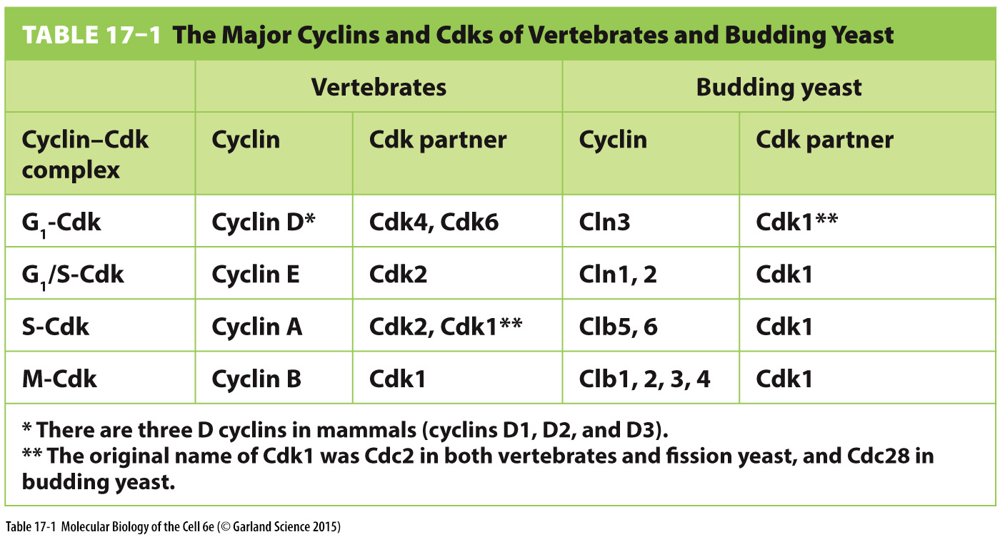 TABLE 17–1 The Major Cyclins and Cdks of Vertebrates and Budding Yeast
Vertebrates Budding yeast
Cyclin–Cdk complex Cyclin Cdk partner Cyclin Cdk partner
G₁-Cdk Cyclin D* Cdk4, Cdk6 Cln3 Cdk1**
G₁/S-Cdk Cyclin E Cdk2 Cln1, 2 Cdk1
S-Cdk Cyclin A Cdk2, Cdk1** Clb5, 6 Cdk1
M-Cdk Cyclin B Cdk1 Clb1, 2, 3, 4 Cdk1
* There are three D cyclins in mammals (cyclins D1, D2, and D3).
** The original name of Cdk1 was Cdc2 in both vertebrates and fission yeast, and Cdc28 in
budding yeast.
Table 17-1 Molecular Biology of the Cell 6e (© Garland Science 2015)